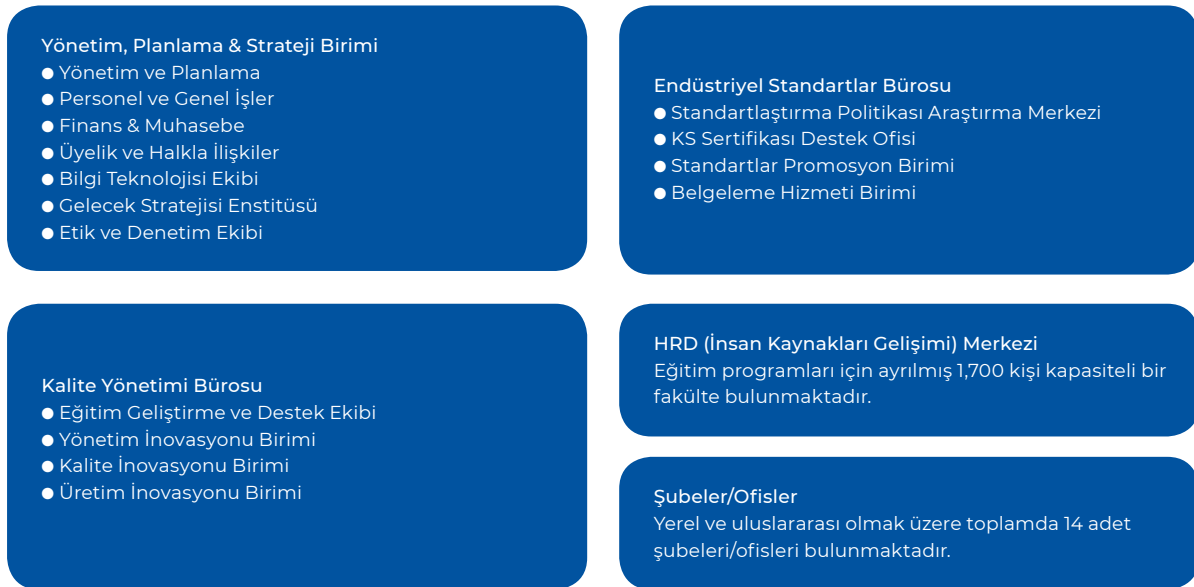 Yönetim, Planlama & Strateji Birimi
● Yönetim ve Planlama
● Personel ve Genel İşler
● Finans & Muhasebe
● Üyelik ve Halkla İlişkiler
● Bilgi Teknolojisi Ekibi
● Gelecek Stratejisi Enstitüsü
● Etik ve Denetim Ekibi
Endüstriyel Standartlar Bürosu
● Standartlaştırma Politikası Araştırma Merkezi
● KS Sertifikası Destek Ofisi
● Standartlar Promosyon Birimi
● Belgeleme Hizmeti Birimi
Kalite Yönetimi Bürosu
● Eğitim Geliştirme ve Destek Ekibi
● Yönetim İnovasyonu Birimi
● Kalite İnovasyonu Birimi
● Üretim İnovasyonu Birimi
HRD (İnsan Kaynakları Gelişimi) Merkezi
Eğitim programları için ayrılmış 1,700 kişi kapasiteli bir
fakülte bulunmaktadır.
Şubeler/Ofisler
Yerel ve uluslararası olmak üzere toplamda 14 adet
şubeleri/ofisleri bulunmaktadır.